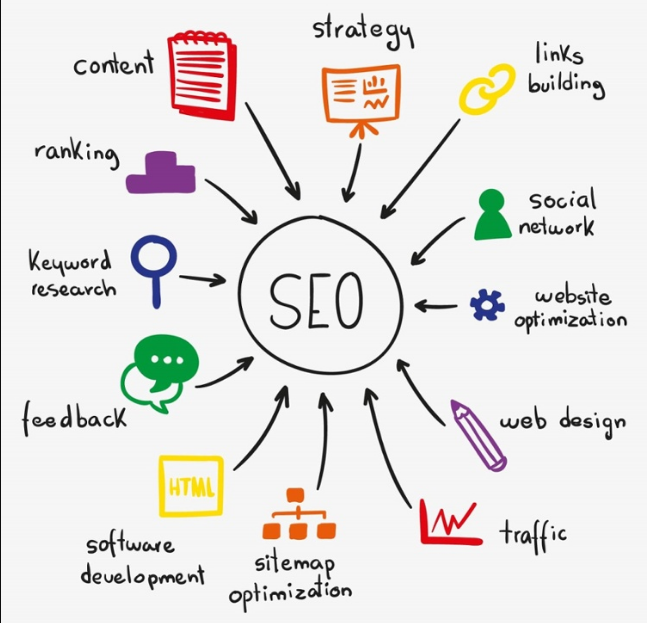 strategy
content
links
building
ranking
social
network
Keyword
research
SEO
website
optimization
feedback
web design
HTML
software
development
sitemap
optimization
traffic